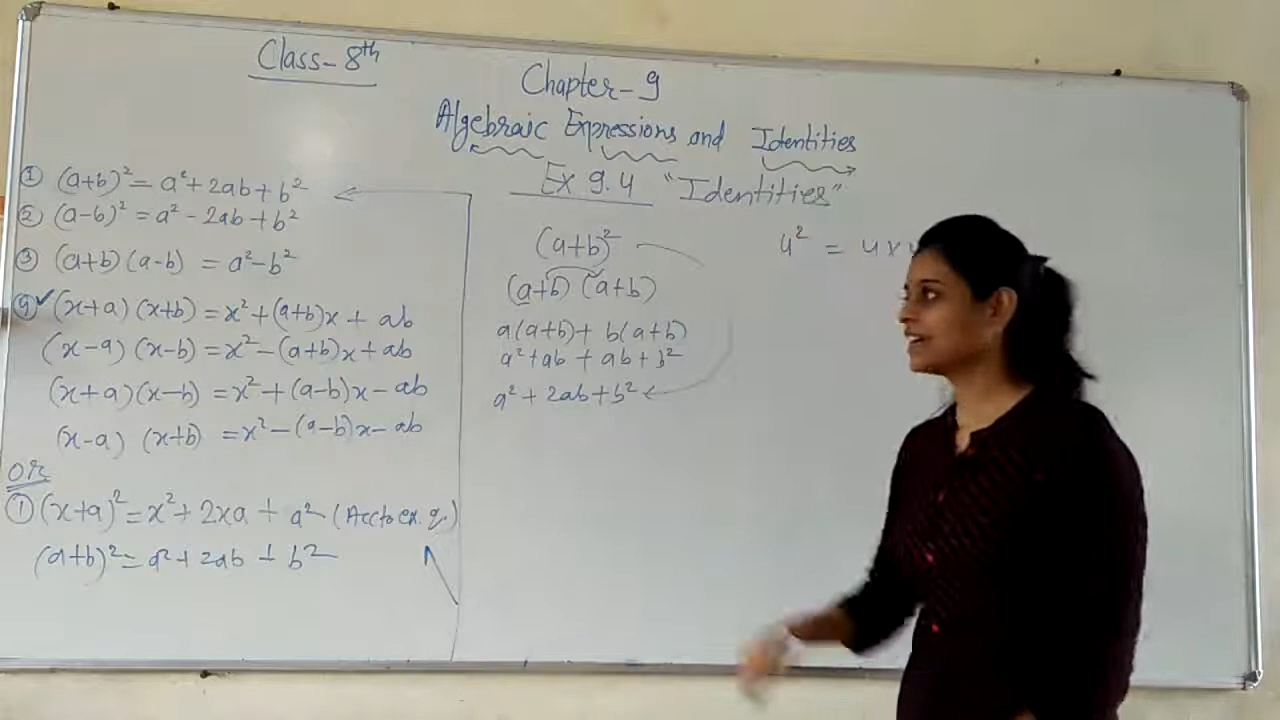 Class-8th
Chapter-9
Algebraic Expressions and Identities
Ex 9.4 "Identities"
① (a+b)² = a²+2ab+b²
② (a-b)² = a²-2ab+b²
③ (a+b)(a-b) = a²-b²
④✓ (x+a)(x+b)=x²+(a+b)x+ab
(x-a)(x-b)=x²-(a+b)x+ab
(x+a)(x-b)=x²+(a-b)x-ab
(x-a)(x+b)=x²-(a-b)x-ab
OR
① (x+a)²=x²+2xa+a² (Acc to ex. 9.)
(a+b)²=a²+2ab+b²
(a+b)²
(a+b)(a+b)
a(a+b)+b(a+b)
a²+ab+ab+b²
a²+2ab+b²
4² = 4×